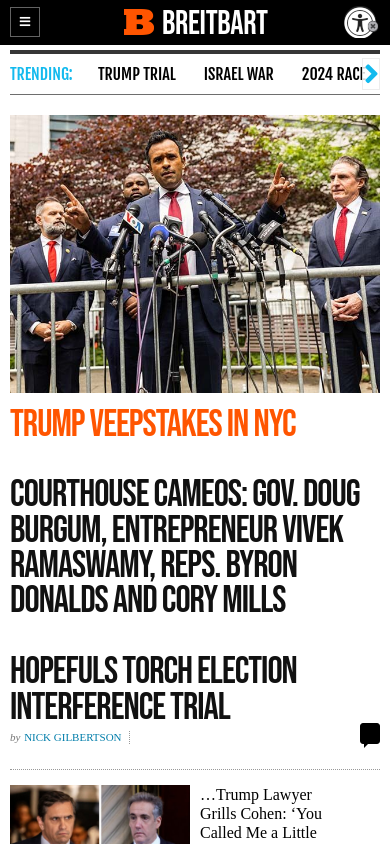 BREITBART
TRENDING: TRUMP TRIAL ISRAEL WAR 2024 RACE
TRUMP VEEPSTAKES IN NYC
COURTHOUSE CAMEOS: GOV. DOUG
BURGUM, ENTREPRENEUR VIVEK
RAMASWAMY, REPS. BYRON
DONALDS AND CORY MILLS
HOPEFULS TORCH ELECTION
INTERFERENCE TRIAL
by NICK GILBERTSON
…Trump Lawyer
Grills Cohen: ‘You
Called Me a Little